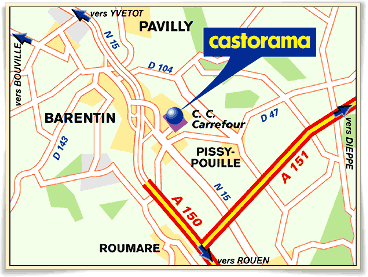 vers YVETOT
PAVILLY
N 15
castorama
vers BOUVILLE
D 104
BARENTIN
C. C.
Carrefour
D 47
D 143
PISSY-
POUILLE
vers DIEPPE
A 151
N 15
A 150
ROUMARE
vers ROUEN